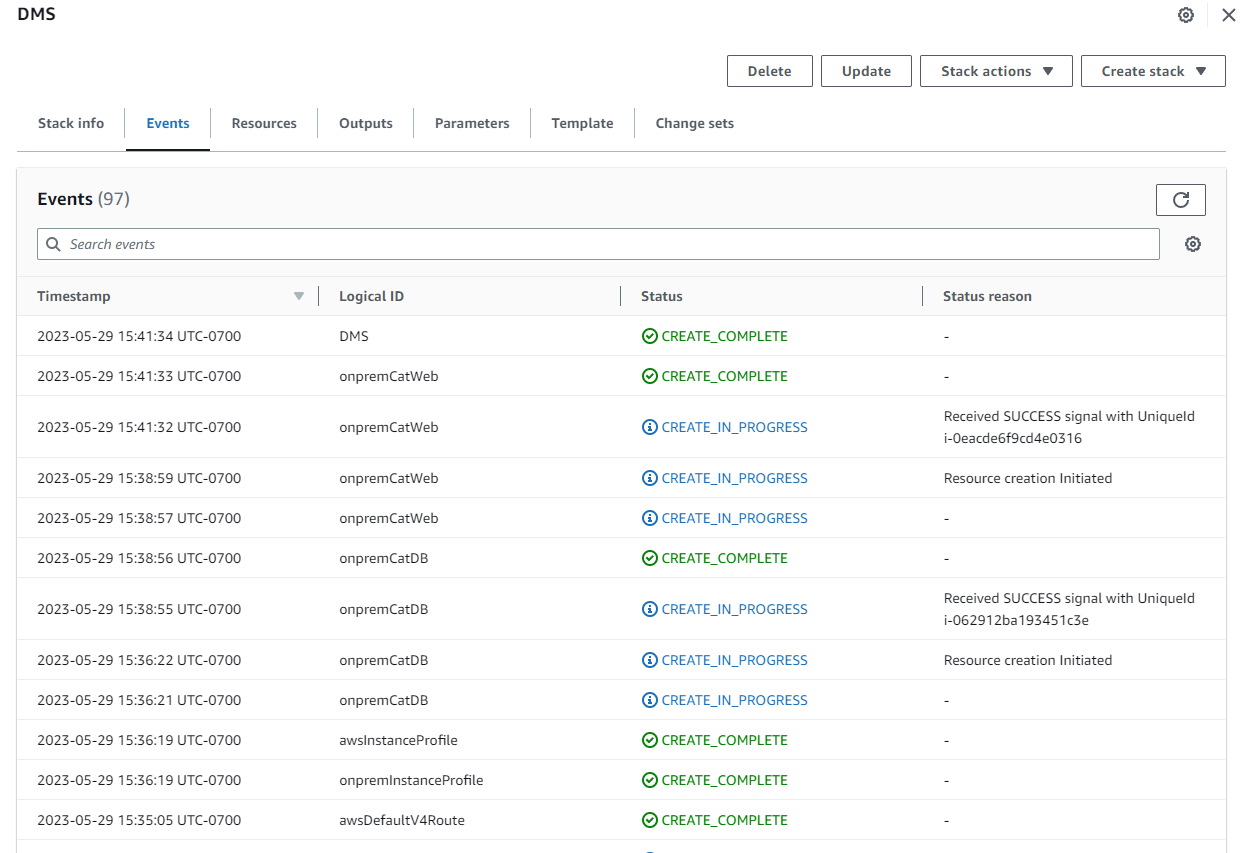 DMS
Delete Update Stack actions Create stack
Stack info Events Resources Outputs Parameters Template Change sets
Events (97)
Search events
Timestamp Logical ID Status Status reason
2023-05-29 15:41:34 UTC-0700 DMS CREATE_COMPLETE -
2023-05-29 15:41:33 UTC-0700 onpremCatWeb CREATE_COMPLETE -
2023-05-29 15:41:32 UTC-0700 onpremCatWeb CREATE_IN_PROGRESS Received SUCCESS signal with UniqueId
i-0eacde6f9cd4e0316
2023-05-29 15:38:59 UTC-0700 onpremCatWeb CREATE_IN_PROGRESS Resource creation Initiated
2023-05-29 15:38:57 UTC-0700 onpremCatWeb CREATE_IN_PROGRESS -
2023-05-29 15:38:56 UTC-0700 onpremCatDB CREATE_COMPLETE -
2023-05-29 15:38:55 UTC-0700 onpremCatDB CREATE_IN_PROGRESS Received SUCCESS signal with UniqueId
i-062912ba193451c3e
2023-05-29 15:36:22 UTC-0700 onpremCatDB CREATE_IN_PROGRESS Resource creation Initiated
2023-05-29 15:36:21 UTC-0700 onpremCatDB CREATE_IN_PROGRESS -
2023-05-29 15:36:19 UTC-0700 awsInstanceProfile CREATE_COMPLETE -
2023-05-29 15:36:19 UTC-0700 onpremInstanceProfile CREATE_COMPLETE -
2023-05-29 15:35:05 UTC-0700 awsDefaultV4Route CREATE_COMPLETE -